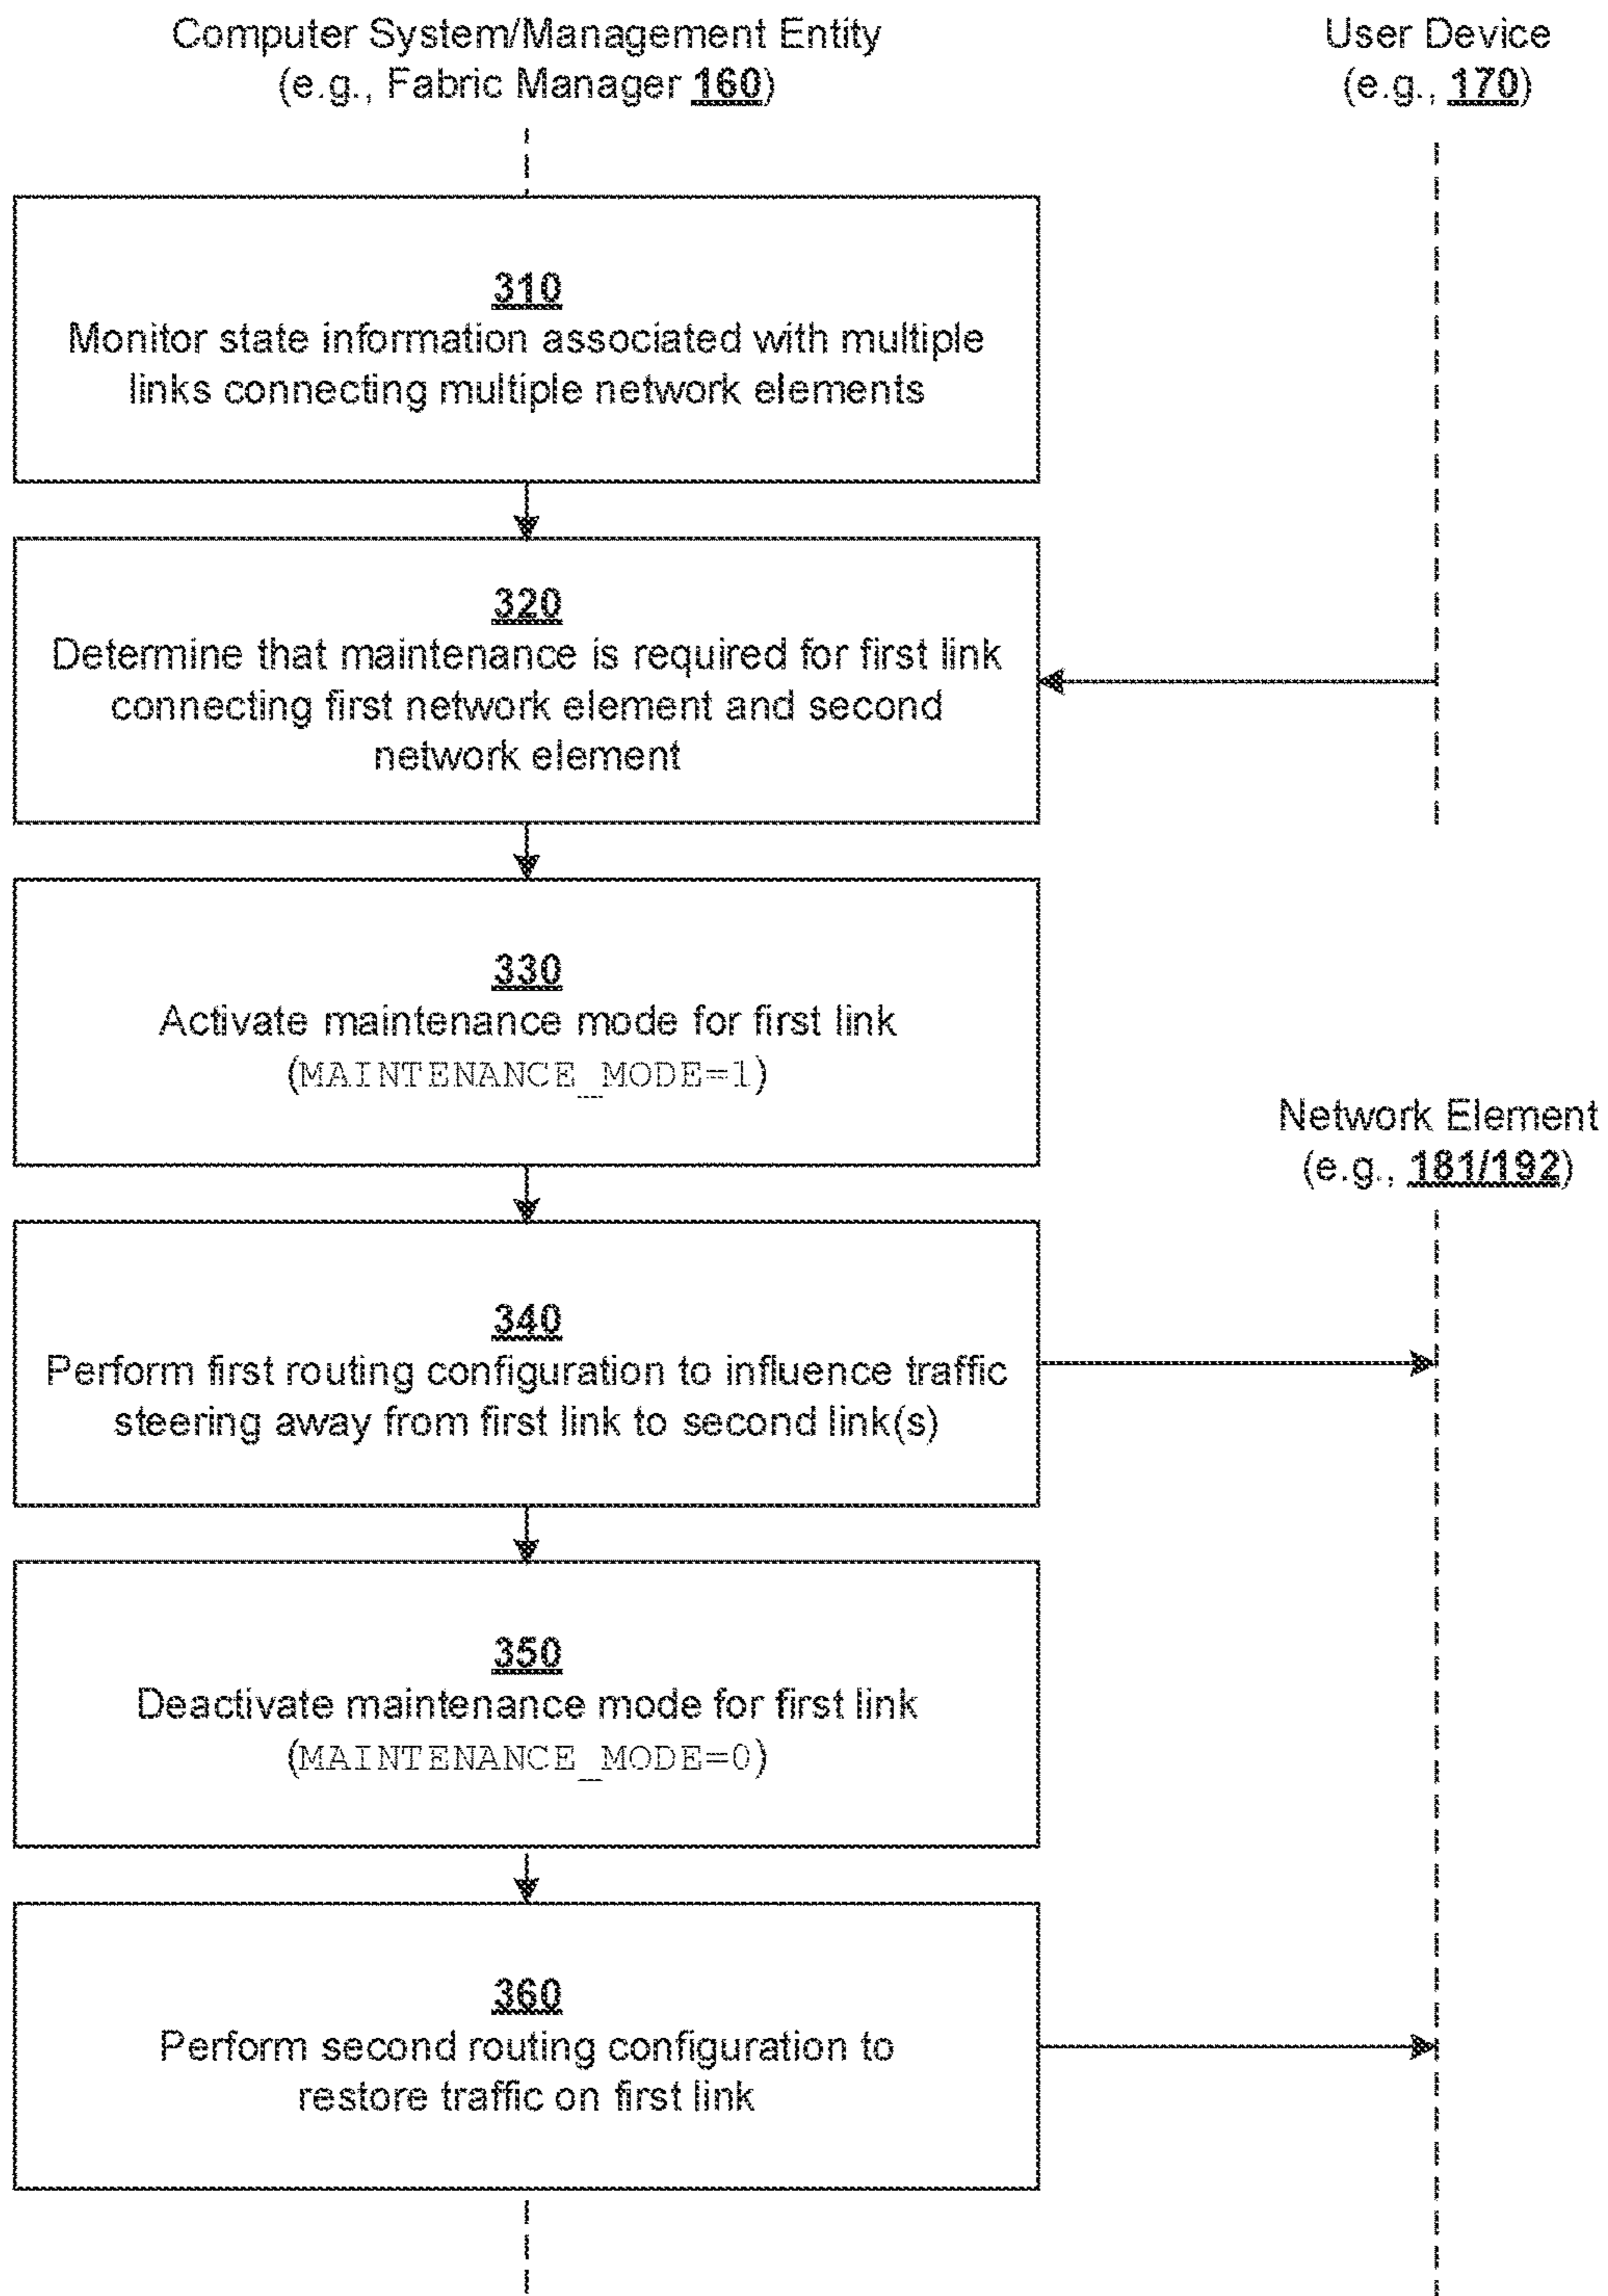 Computer System/Management Entity
(e.g., Fabric Manager 160)
User Device
(e.g., 170)
310
Monitor state information associated with multiple
links connecting multiple network elements
320
Determine that maintenance is required for first link
connecting first network element and second
network element
330
Activate maintenance mode for first link
(MAINTENANCE_MODE=1)
Network Element
(e.g., 181/192)
340
Perform first routing configuration to influence traffic
steering away from first link to second link(s)
350
Deactivate maintenance mode for first link
(MAINTENANCE_MODE=0)
360
Perform second routing configuration to
restore traffic on first link